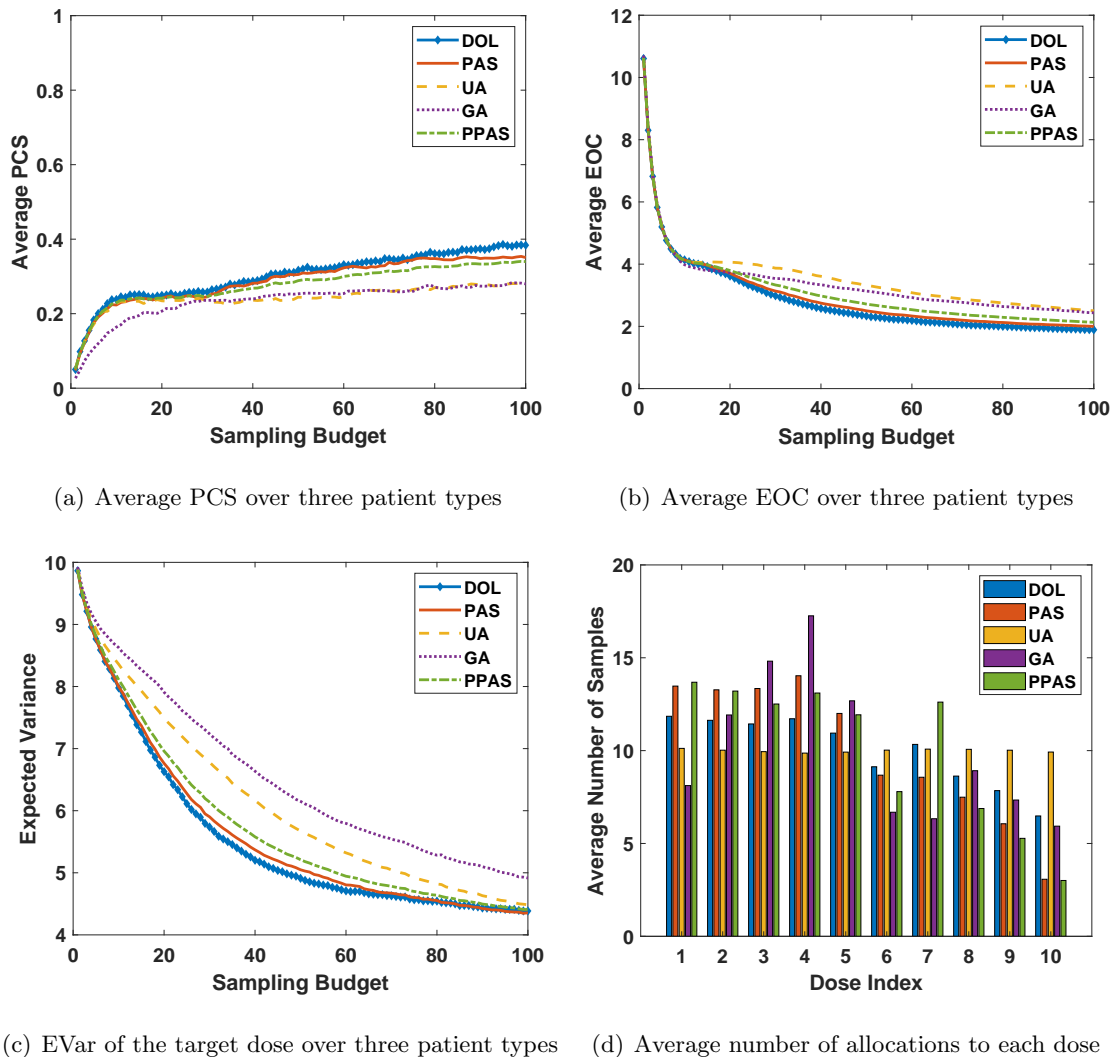 1
0.8
0.6
0.4
0.2
0
0 20 40 60 80 100
Average PCS
Sampling Budget
DOL
PAS
UA
GA
PPAS
(a) Average PCS over three patient types
12
10
8
6
4
2
0
0 20 40 60 80 100
Average EOC
Sampling Budget
DOL
PAS
UA
GA
PPAS
(b) Average EOC over three patient types
10
9
8
7
6
5
4
0 20 40 60 80 100
Expected Variance
Sampling Budget
DOL
PAS
UA
GA
PPAS
(c) EVar of the target dose over three patient types
20
15
10
5
0
1 2 3 4 5 6 7 8 9 10
Average Number of Samples
Dose Index
DOL
PAS
UA
GA
PPAS
(d) Average number of allocations to each dose